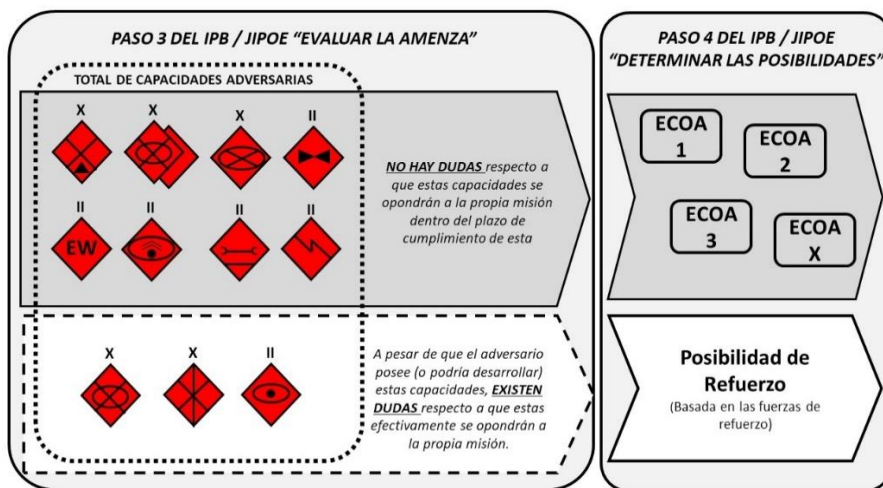 PASO 3 DEL IPB / JIPOE “EVALUAR LA AMENZA”
TOTAL DE CAPACIDADES ADVERSARIAS
X
X
X
II
NO HAY DUDAS respecto a
que estas capacidades se
opondrán a la propia misión
dentro del plazo de
cumplimiento de esta
II
II
II
II
EW
X
X
II
A pesar de que el adversario
posee (o podría desarrollar)
estas capacidades, EXISTEN
DUDAS respecto a que estas
efectivamente se opondrán a
la propia misión.
PASO 4 DEL IPB / JIPOE
“DETERMINAR LAS POSIBILIDADES”
ECOA
1
ECOA
2
ECOA
3
ECOA
X
Posibilidad de
Refuerzo
(Basada en las fuerzas de
refuerzo)